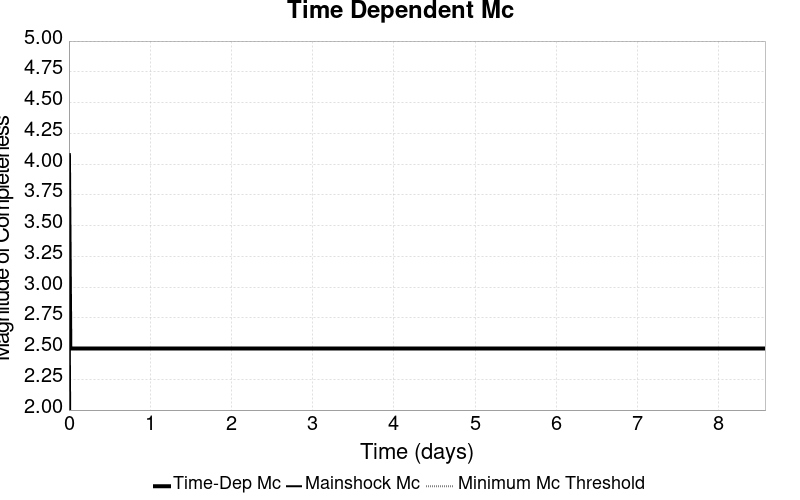 Time Dependent Mc
5.00
4.75
4.50
4.25
4.00
3.75
3.50
3.25
3.00
2.75
2.50
2.25
2.00
Magnitude of Completeness
0 1 2 3 4 5 6 7 8
Time (days)
Time-Dep Mc Mainshock Mc Minimum Mc Threshold